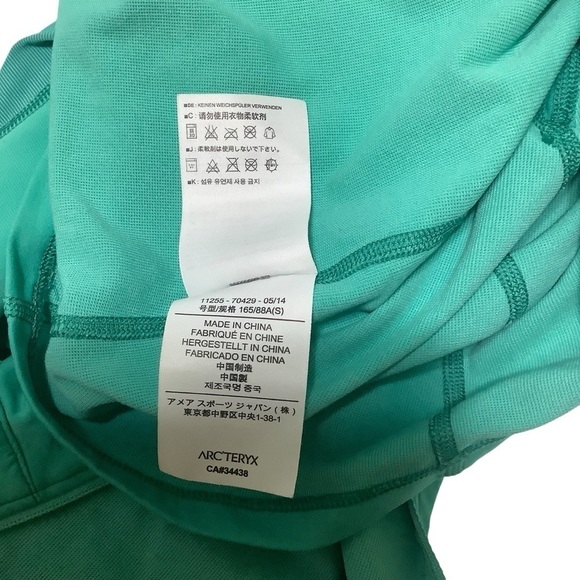 ■SE : KEINEN WEICHSPÜLER VERWENDEN
■C : 请勿使用衣物柔软剂
■J : 柔軟剤は使用しないで下さい。
■K : 섬유 유연제 사용 금지
11255 - 70429 - 05/14
号型/规格 165/88A(S)
MADE IN CHINA
FABRIQUÉ EN CHINE
HERGESTELLT IN CHINA
FABRICADO EN CHINA
中国制造
中国製
제조국명 중국
アメア スポーツ ジャパン (株)
東京都中野区中央1-38-1
ARC'TERYX
CA#34438